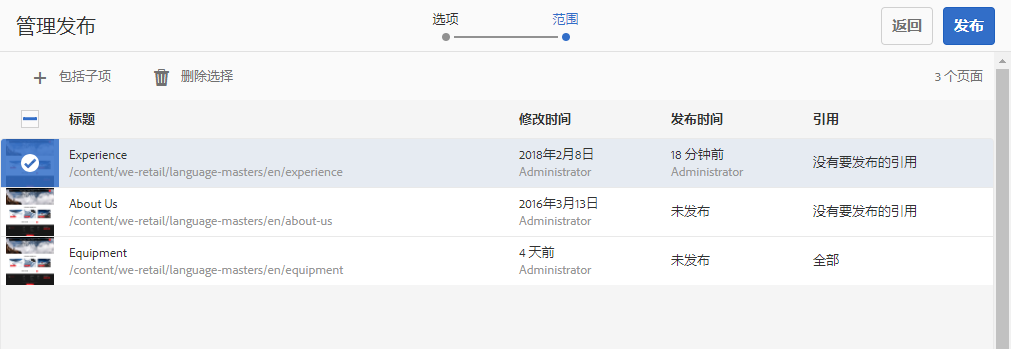 管理发布
选项
范围
返回
发布
包括子项
删除选择
3 个页面
标题
修改时间
发布时间
引用
Experience
/content/we-retail/language-masters/en/experience
2018年2月8日
Administrator
18 分钟前
Administrator
没有要发布的引用
About Us
/content/we-retail/language-masters/en/about-us
2016年3月13日
Administrator
未发布
没有要发布的引用
Equipment
/content/we-retail/language-masters/en/equipment
4 天前
Administrator
未发布
全部